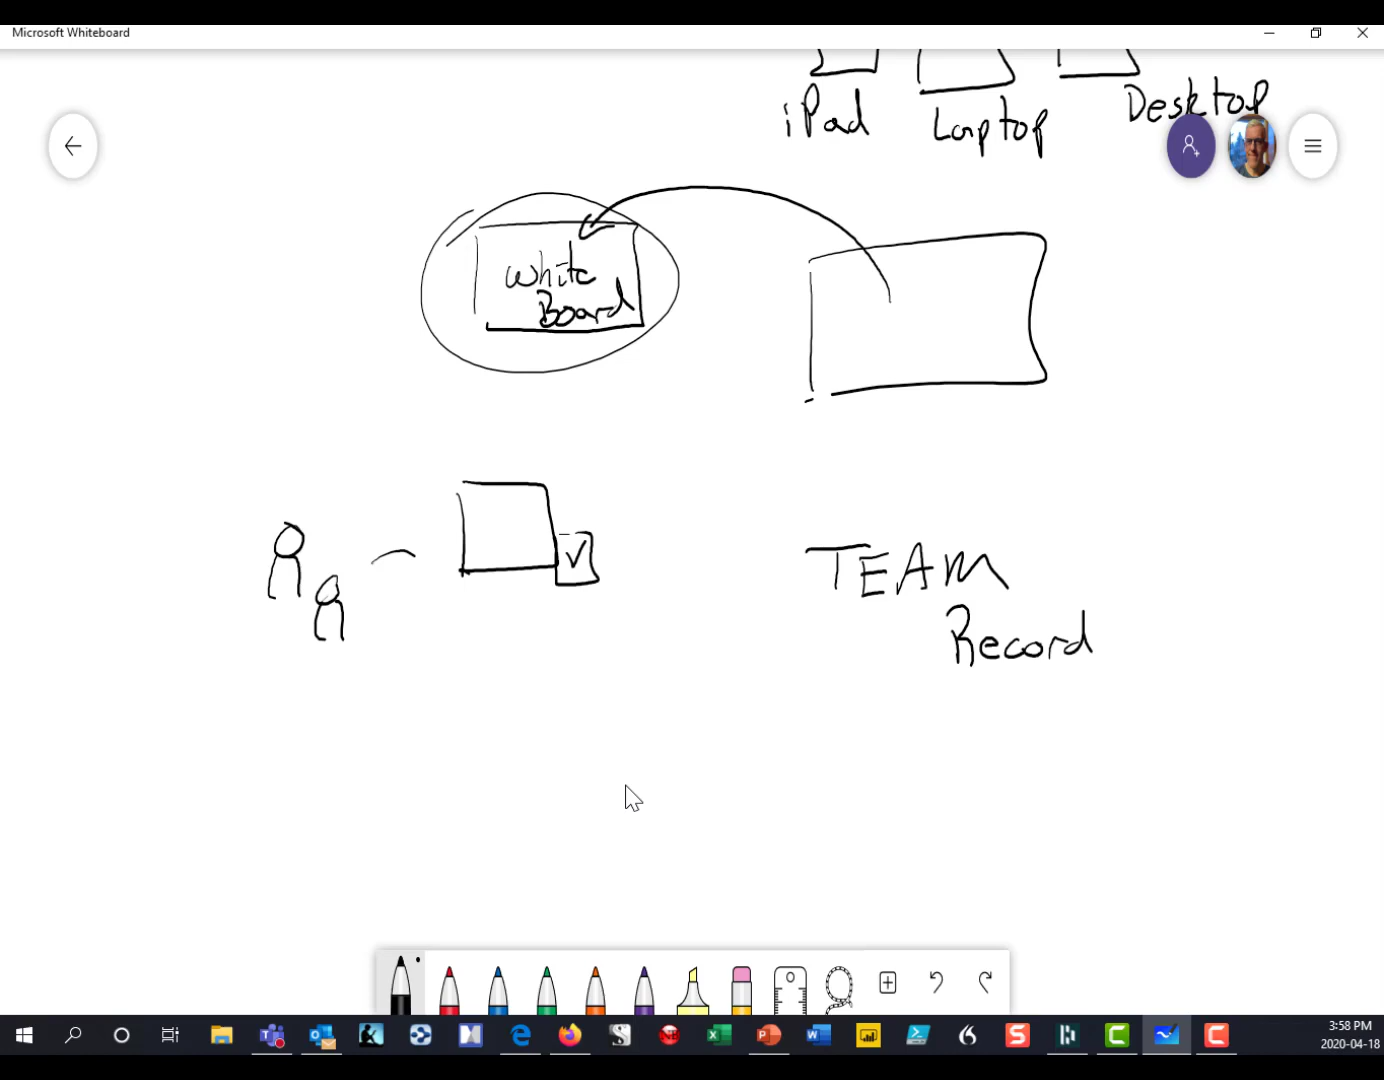 Microsoft Whiteboard
iPad
Laptop
Desktop
White
Board
TEAM
Record
3:58 PM
2020-04-18